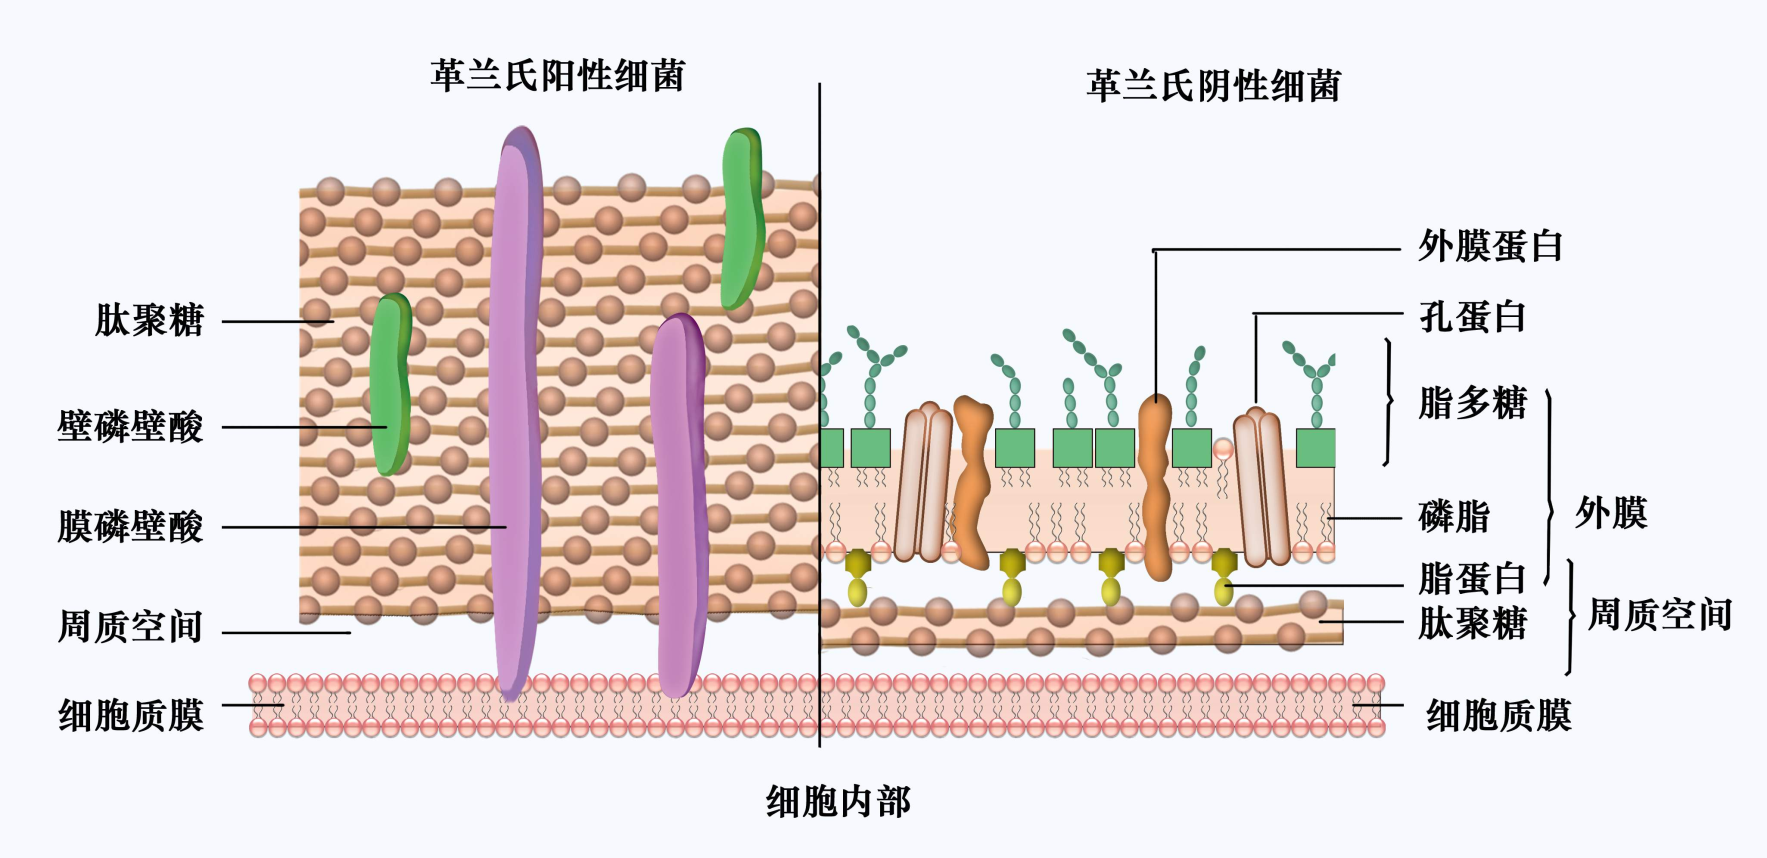 革兰氏阳性细菌
革兰氏阴性细菌
肽聚糖
壁磷壁酸
膜磷壁酸
周质空间
细胞质膜
外膜蛋白
孔蛋白
脂多糖
磷脂
外膜
脂蛋白
肽聚糖
周质空间
细胞质膜
细胞内部